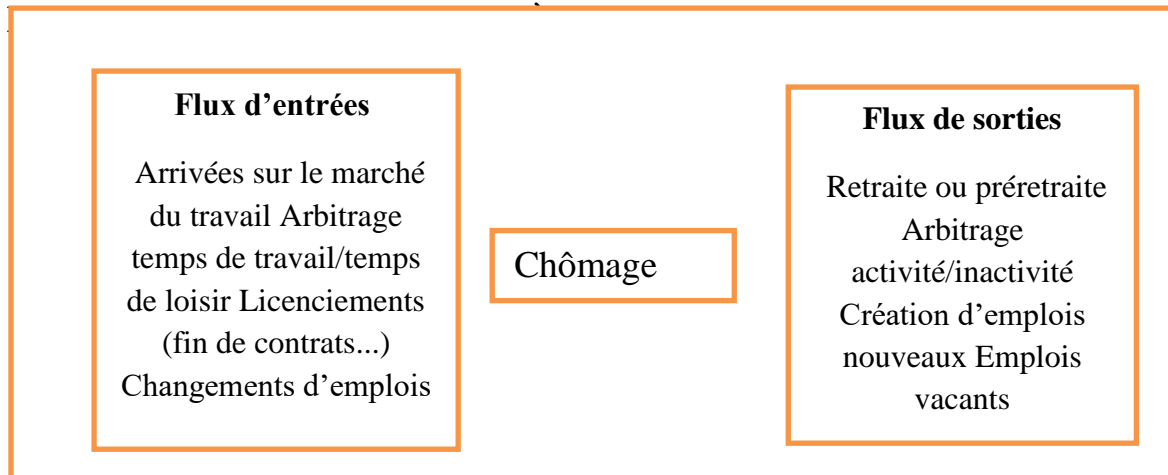 Flux d’entrées
Arrivées sur le marché
du travail Arbitrage
temps de travail/temps
de loisir Licenciements
(fin de contrats...)
Changements d’emplois
Chômage
Flux de sorties
Retraite ou préretraite
Arbitrage
activité/inactivité
Création d’emplois
nouveaux Emplois
vacants